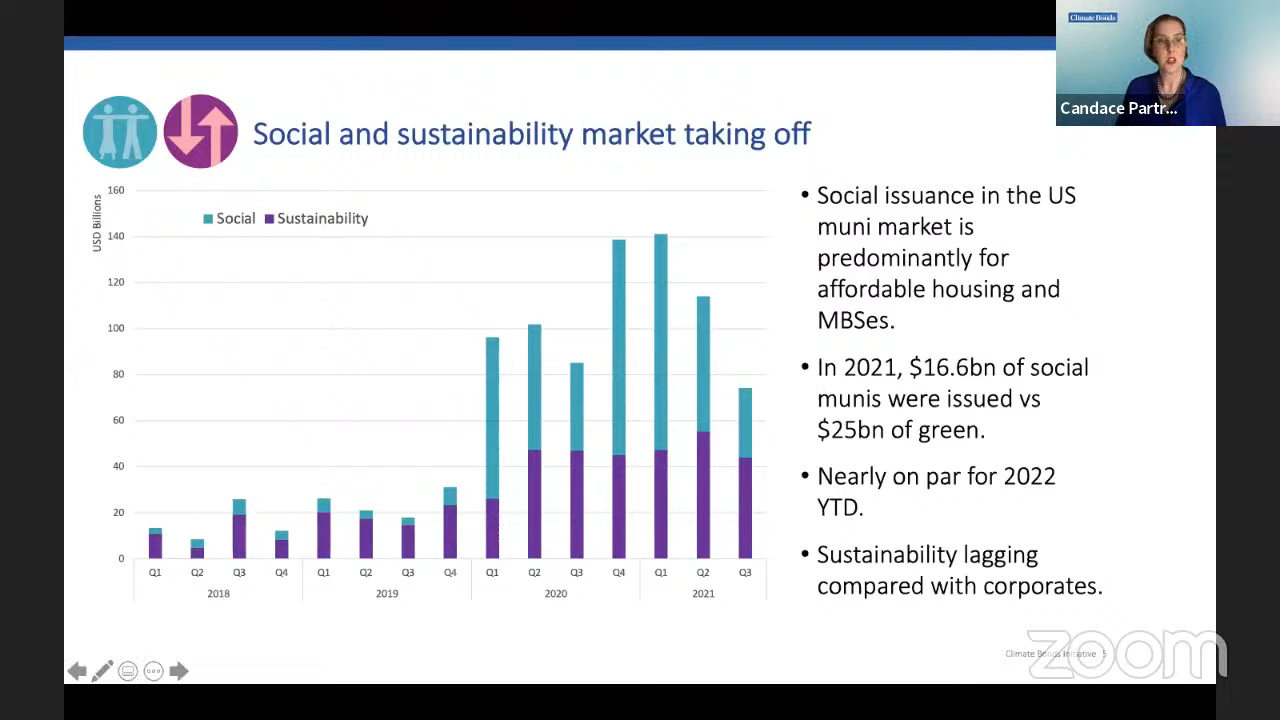 Climate Bonds
Candace Partr...
Social and sustainability market taking off
USD Billions
160
140
120
100
80
60
40
20
0
Social Sustainability
Q1 Q2 Q3 Q4 Q1 Q2 Q3 Q4 Q1 Q2 Q3 Q4 Q1 Q2 Q3
2018 2019 2020 2021
• Social issuance in the US
muni market is
predominantly for
affordable housing and
MBSes.
• In 2021, $16.6bn of social
munis were issued vs
$25bn of green.
• Nearly on par for 2022
YTD.
• Sustainability lagging
compared with corporates.
Climate Bonds Initiative 5
zoom